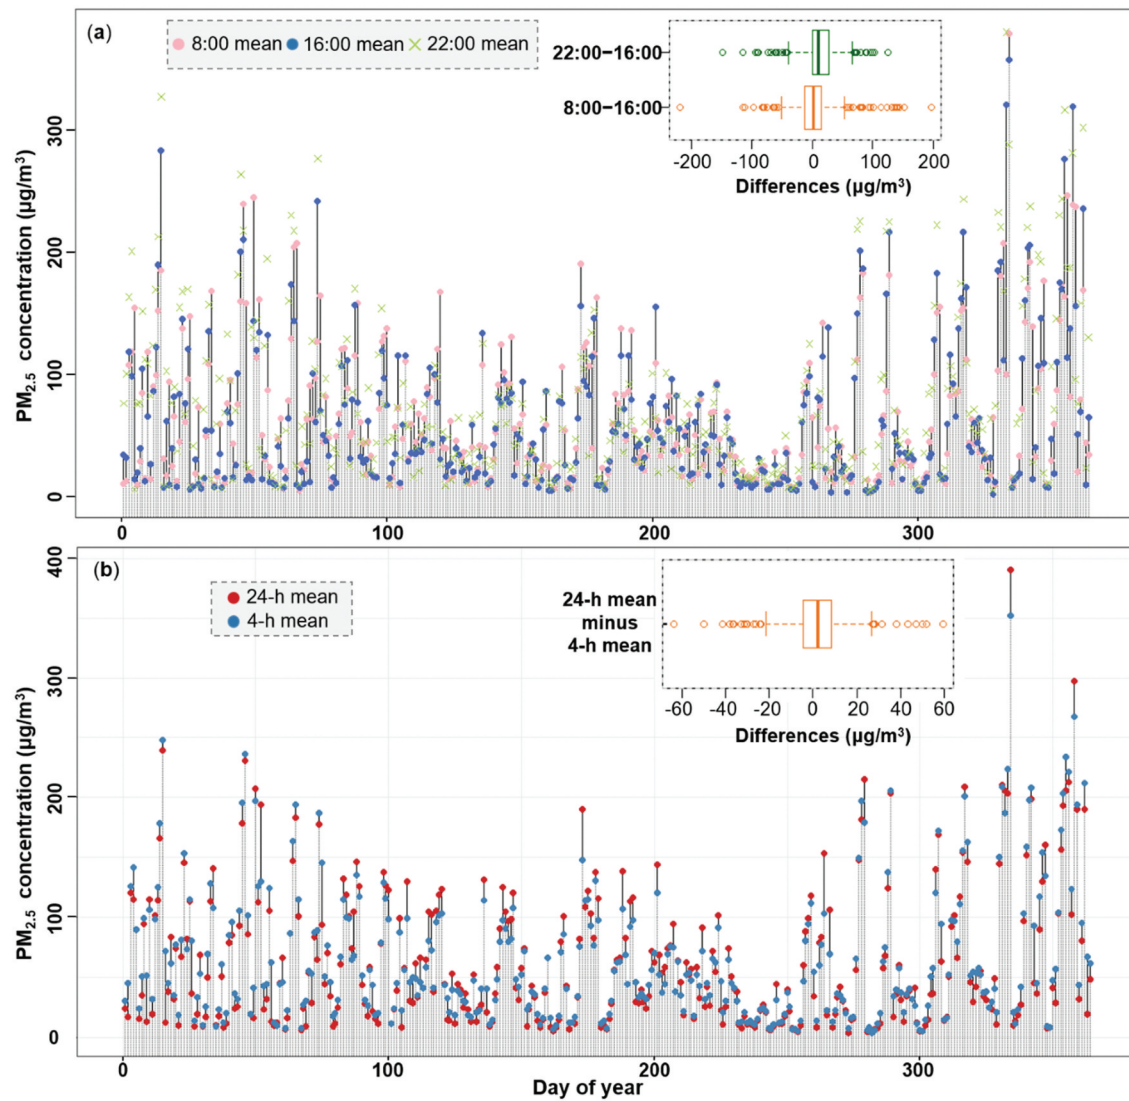 (a)
8:00 mean 16:00 mean 22:00 mean
22:00−16:00
8:00−16:00
-200 -100 0 100 200
Differences (µg/m³)
PM₂.₅ concentration (µg/m³)
300
200
100
0
0 100 200 300
(b)
24-h mean
4-h mean
24-h mean
minus
4-h mean
-60 -40 -20 0 20 40 60
Differences (µg/m³)
PM₂.₅ concentration (µg/m³)
400
300
200
100
0
0 100 200 300
Day of year